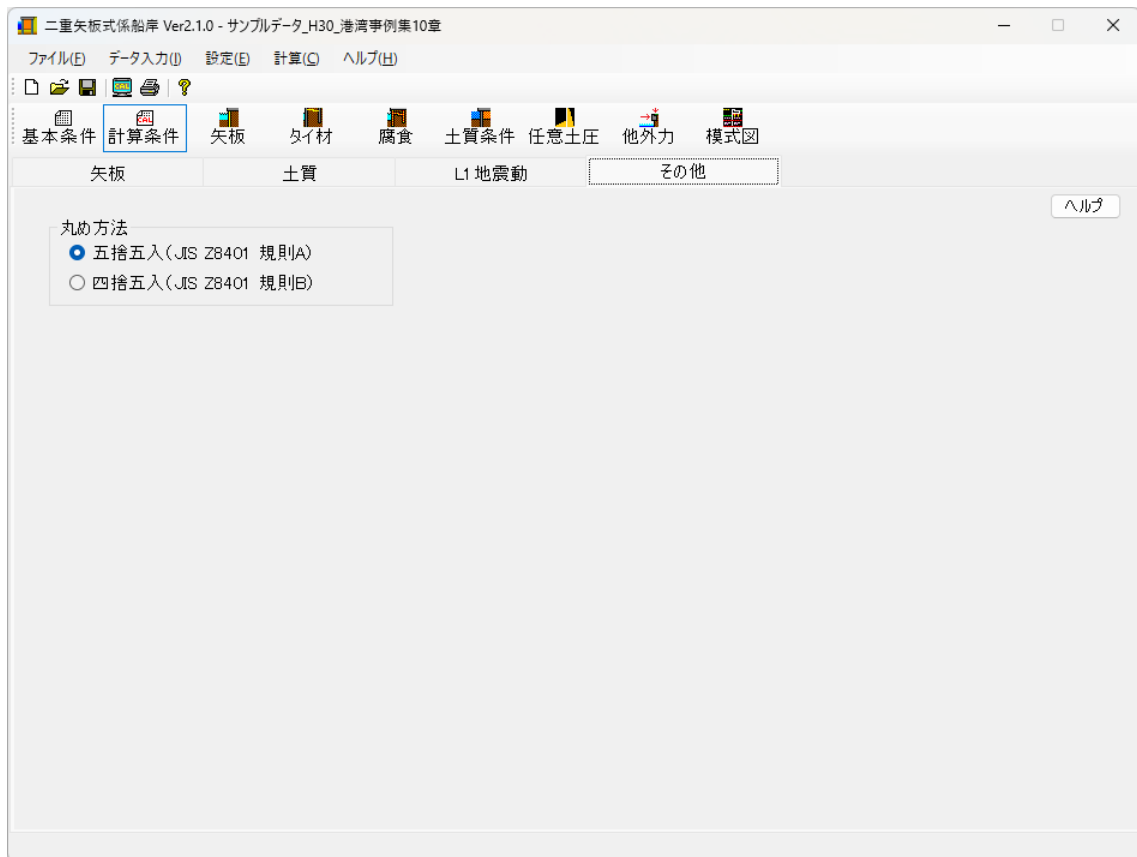 二重矢板式係船岸 Ver2.1.0 - サンプルデータ_H30_港湾事例集10章
ファイル(F) データ入力(I) 設定(E) 計算(C) ヘルプ(H)
基本条件 計算条件 矢板 タイ材 腐食 土質条件 任意土圧 他外力 模式図
矢板 土質 L1地震動 その他
ヘルプ
丸め方法
五捨五入(JIS Z8401 規則A)
四捨五入(JIS Z8401 規則B)